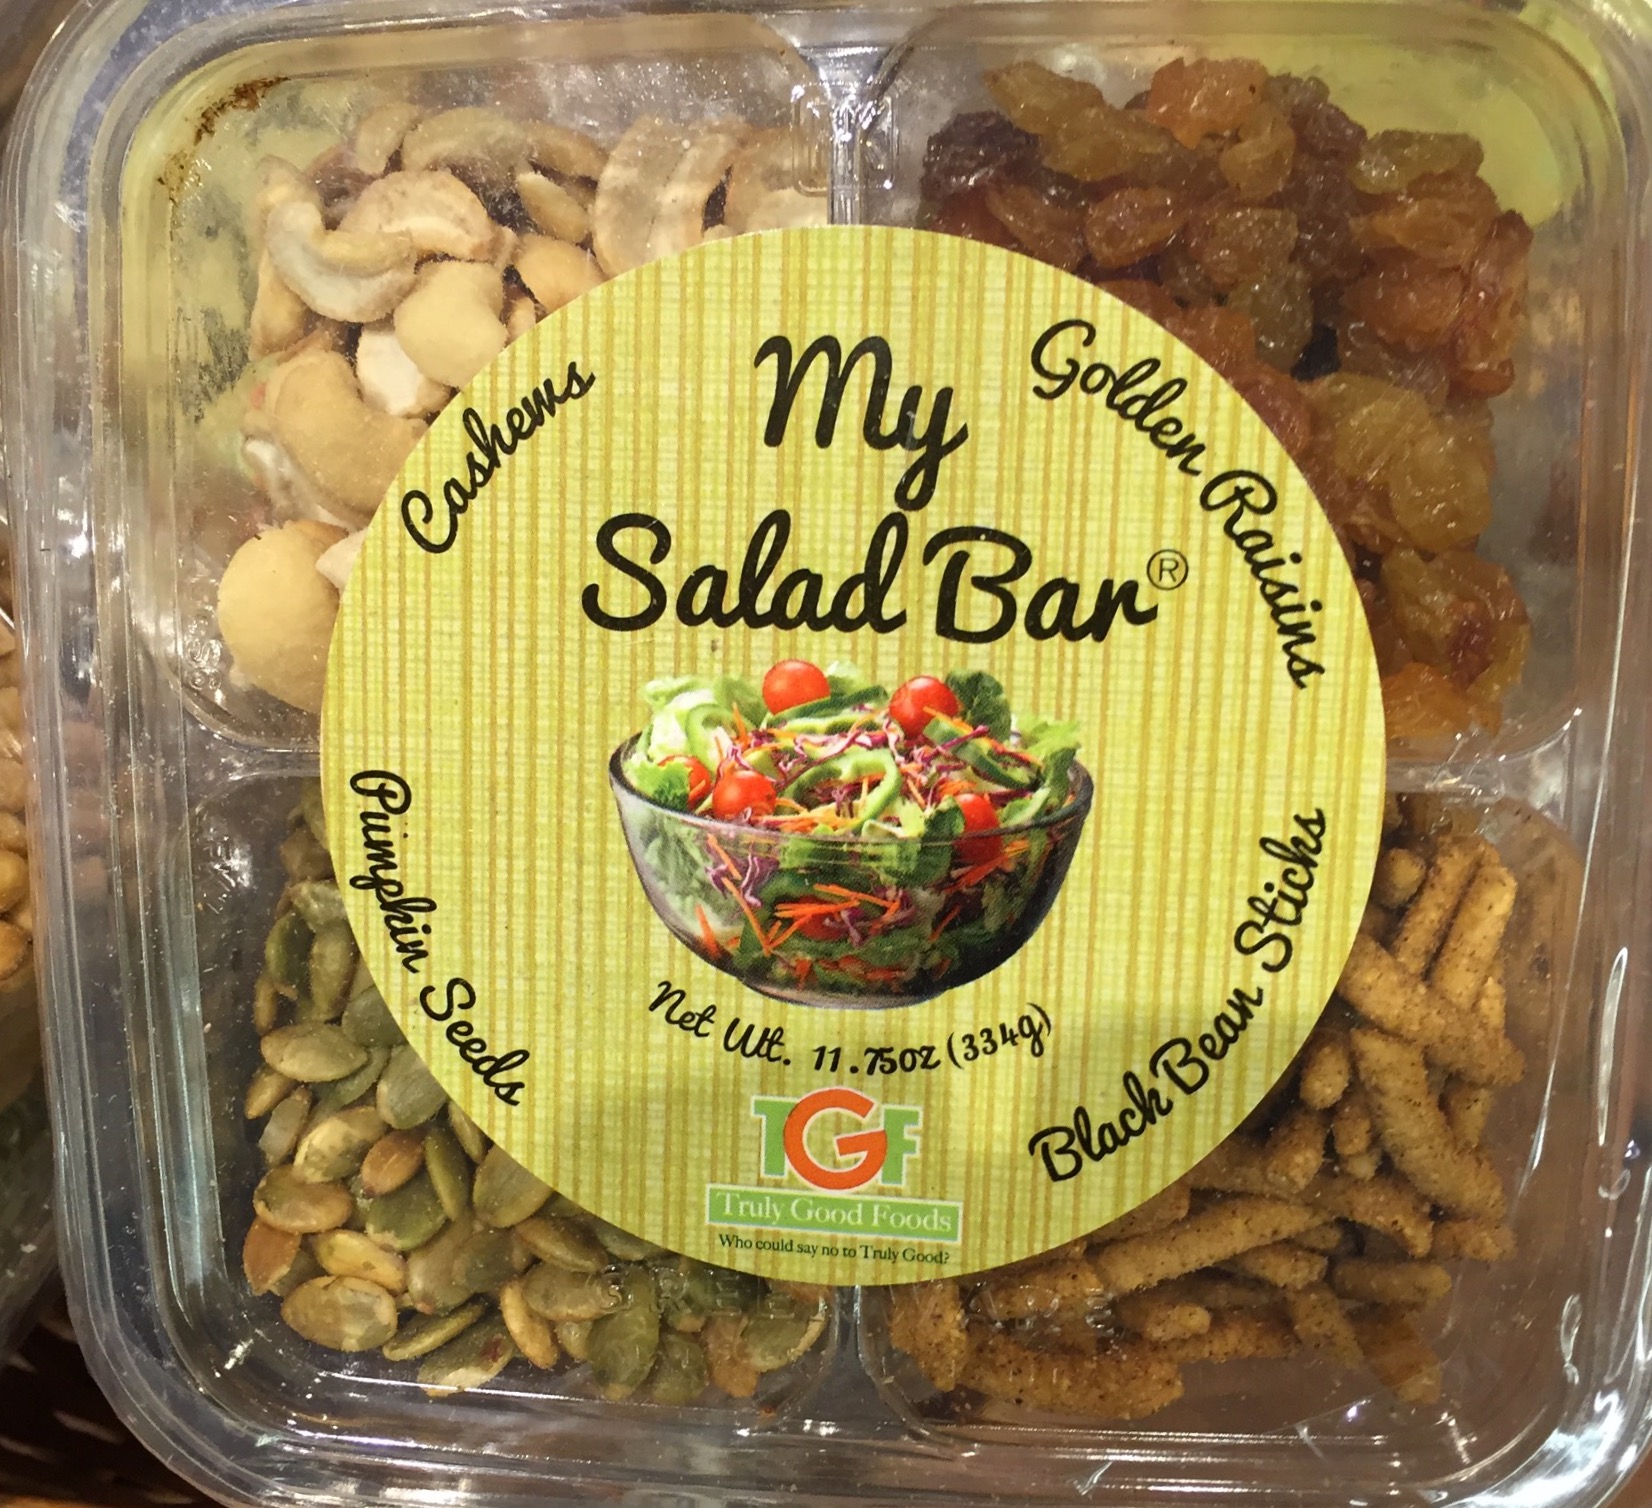 My
Salad Bar®
Cashews
Golden Raisins
Pumpkin Seeds
Black Bean Sticks
Net Wt. 11.75oz (334g)
TGF
Truly Good Foods
Who could say no to Truly Good?